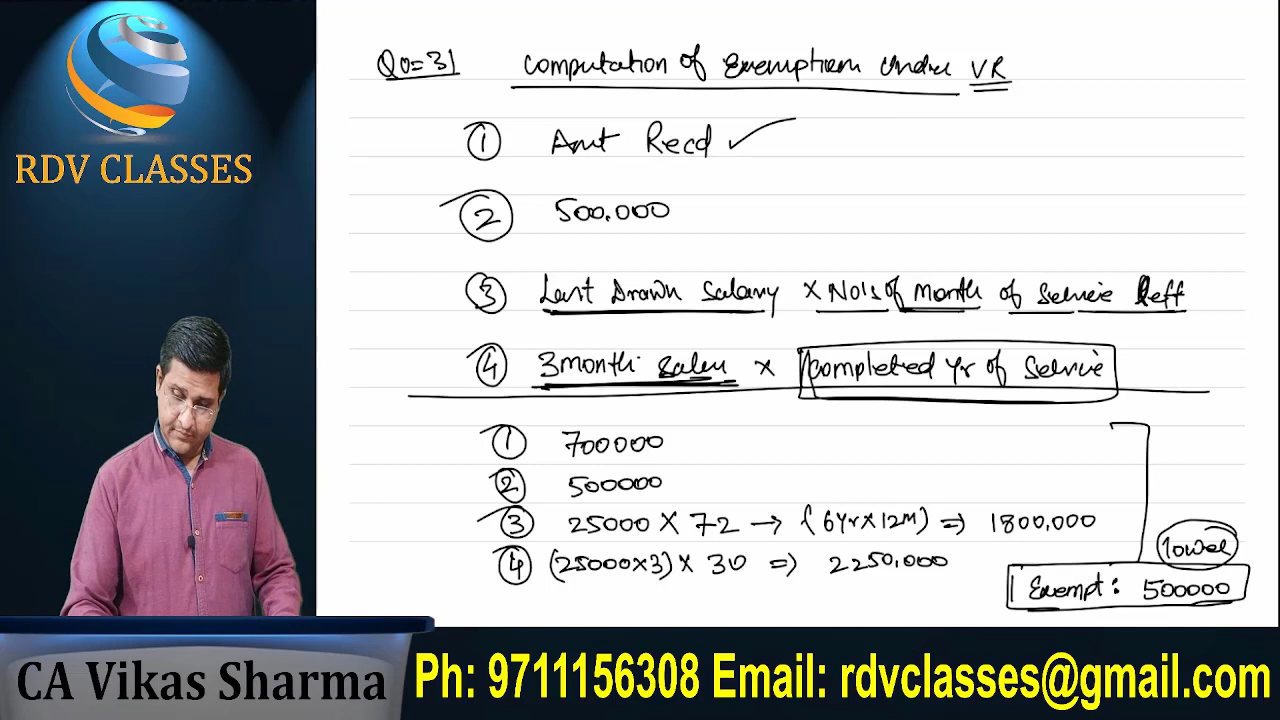 RDV CLASSES
Qo=31 Computation of Exemption Under VR
① Amt Recd ✓
② 500,000
③ Last Drawn Salary × No's of Month of Service Left
④ 3 month × completed Yr of Service
① 700000
② 500000
③ 25000 × 72 → (6Yr×12M) => 1800,000
④ (25000×3) × 30 => 2250,000
lower
Exempt: 500000
CA Vikas Sharma
Ph: 9711156308 Email: rdvclasses@gmail.com